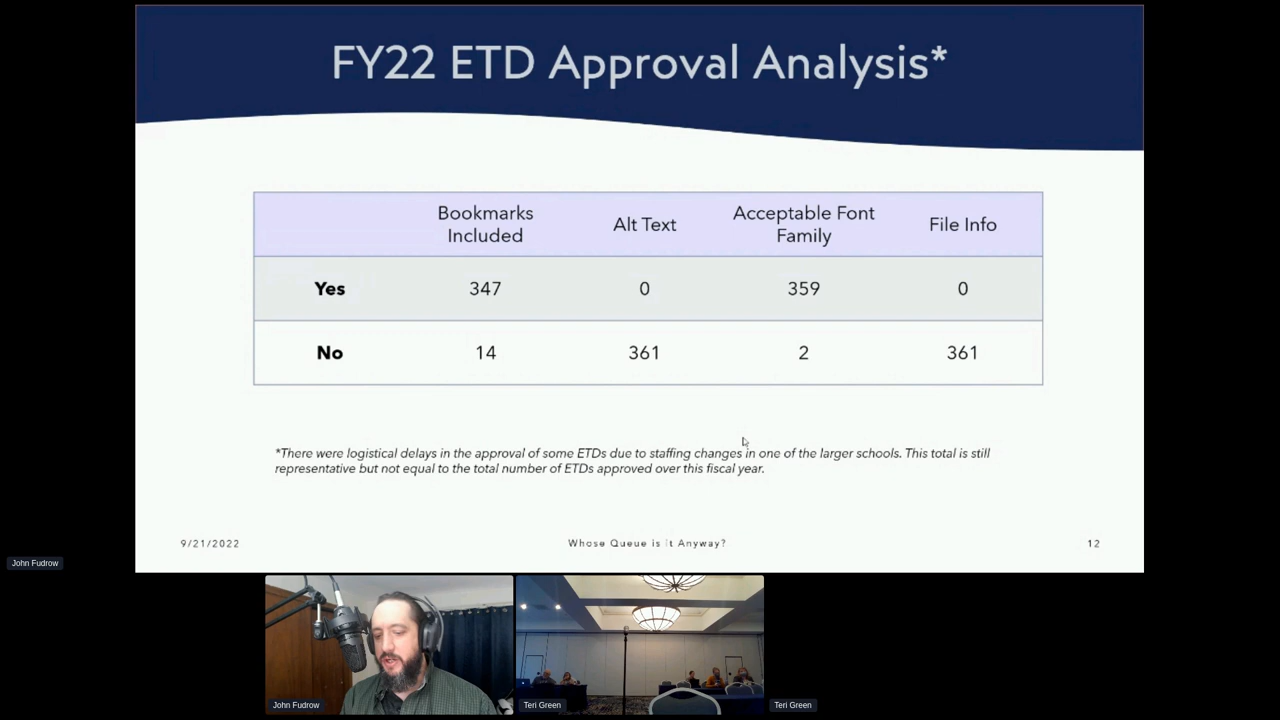 FY22 ETD Approval Analysis*
Bookmarks Included
Alt Text
Acceptable Font Family
File Info
Yes 347 0 359 0
No 14 361 2 361
*There were logistical delays in the approval of some ETDs due to staffing changes in one of the larger schools. This total is still
representative but not equal to the total number of ETDs approved over this fiscal year.
9/21/2022 Whose Queue is it Anyway? 12
John Fudrow
John Fudrow Teri Green Teri Green